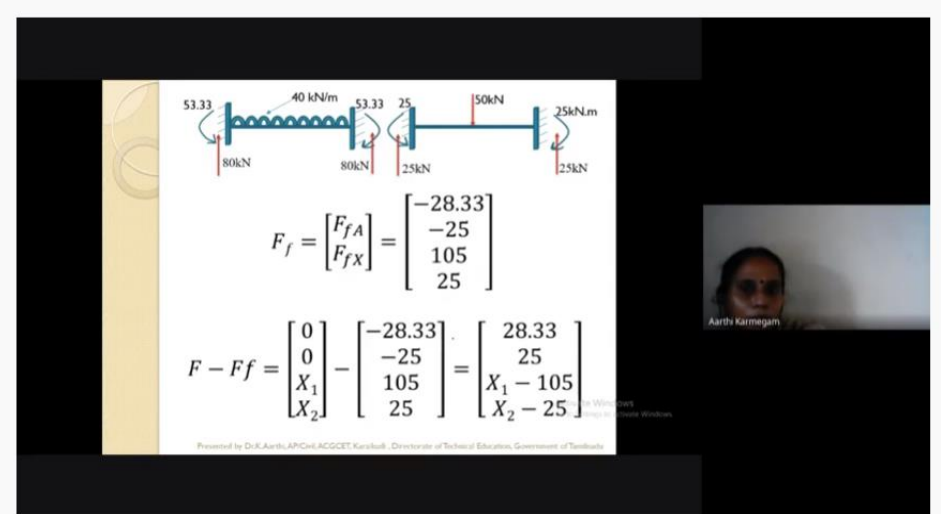 53.33 40 kN/m 53.33 25 50kN 25kN.m
80kN 80kN 25kN 25kN
F_f = [F_fA F_fX] = [−28.33 −25 105 25]
F − Ff = [0 0 X_1 X_2] − [−28.33 −25 105 25] = [28.33 25 X_1 − 105 X_2 − 25]
Presented by Dr.K.Aarthi, AP/Civil, ACGCET, Karaikudi . Directorate of Technical Education, Government of Tamilnadu
Aarthi Karmegam